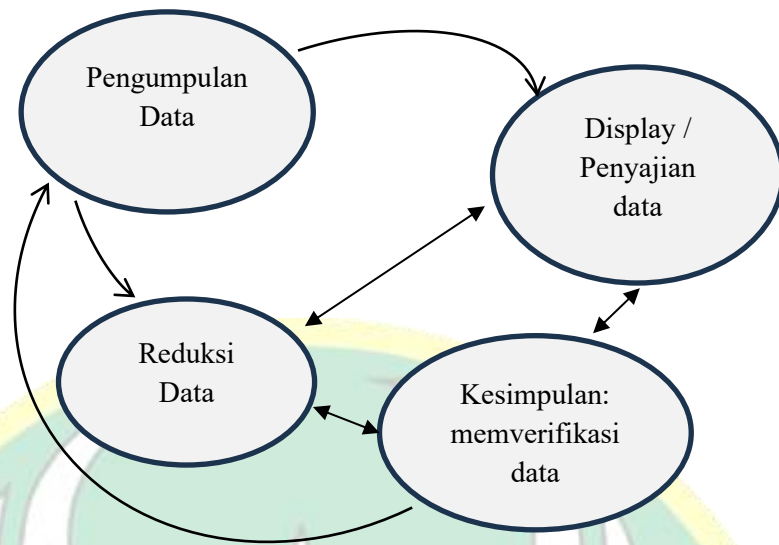 Pengumpulan
Data
Display /
Penyajian
data
Reduksi
Data
Kesimpulan:
memverifikasi
data